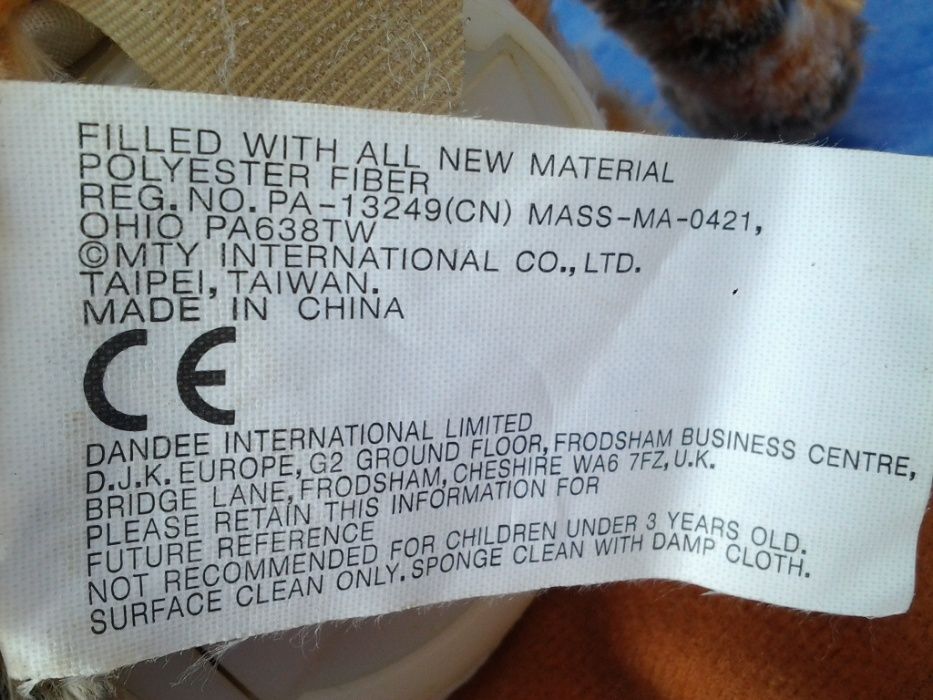 FILLED WITH ALL NEW MATERIAL
POLYESTER FIBER
REG. NO. PA-13249(CN) MASS-MA-0421,
OHIO PA638TW
©MTY INTERNATIONAL CO., LTD.
TAIPEI, TAIWAN.
MADE IN CHINA
CE
DANDEE INTERNATIONAL LIMITED
D.J.K. EUROPE, G2 GROUND FLOOR, FRODSHAM BUSINESS CENTRE,
BRIDGE LANE, FRODSHAM, CHESHIRE WA6 7FZ, U.K.
PLEASE RETAIN THIS INFORMATION FOR
FUTURE REFERENCE
NOT RECOMMENDED FOR CHILDREN UNDER 3 YEARS OLD.
SURFACE CLEAN ONLY. SPONGE CLEAN WITH DAMP CLOTH.